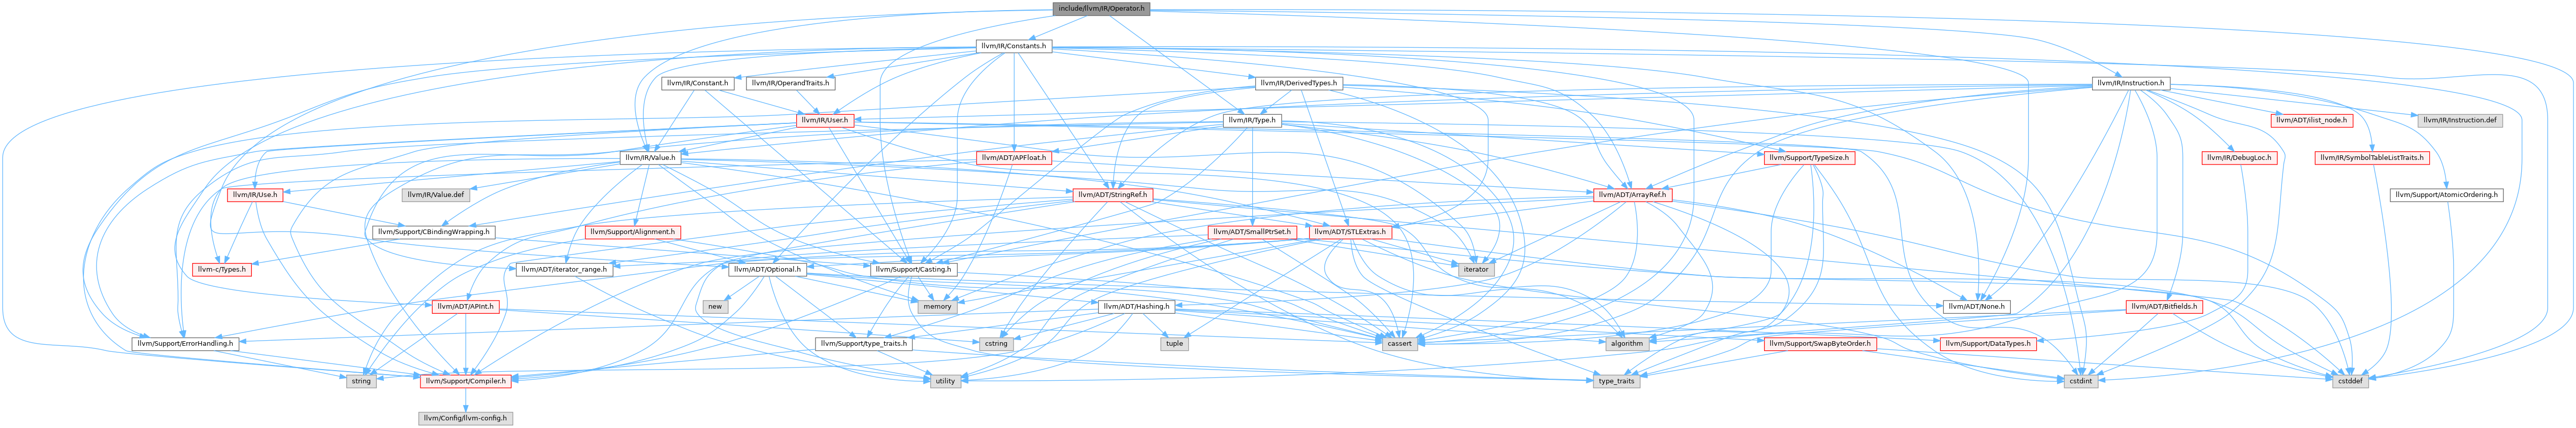 include/llvm/IR/Operator.h
llvm/IR/Constants.h
llvm/IR/Constant.h
llvm/IR/OperandTraits.h
llvm/IR/DerivedTypes.h
llvm/IR/Instruction.h
llvm/IR/User.h
llvm/IR/Type.h
llvm/ADT/ilist_node.h
llvm/IR/Instruction.def
llvm/IR/Value.h
llvm/ADT/APFloat.h
llvm/Support/TypeSize.h
llvm/IR/DebugLoc.h
llvm/IR/SymbolTableListTraits.h
llvm/IR/Use.h
llvm/IR/Value.def
llvm/ADT/StringRef.h
llvm/ADT/ArrayRef.h
llvm/Support/AtomicOrdering.h
llvm/Support/CBindingWrapping.h
llvm/Support/Alignment.h
llvm/ADT/SmallPtrSet.h
llvm/ADT/STLExtras.h
llvm-c/Types.h
llvm/ADT/iterator_range.h
llvm/ADT/Optional.h
llvm/Support/Casting.h
iterator
llvm/ADT/APInt.h
new
memory
llvm/ADT/Hashing.h
llvm/ADT/None.h
llvm/ADT/Bitfields.h
llvm/Support/ErrorHandling.h
llvm/Support/type_traits.h
cstring
tuple
cassert
algorithm
llvm/Support/SwapByteOrder.h
llvm/Support/DataTypes.h
string
llvm/Support/Compiler.h
utility
type_traits
cstdint
cstddef
llvm/Config/llvm-config.h